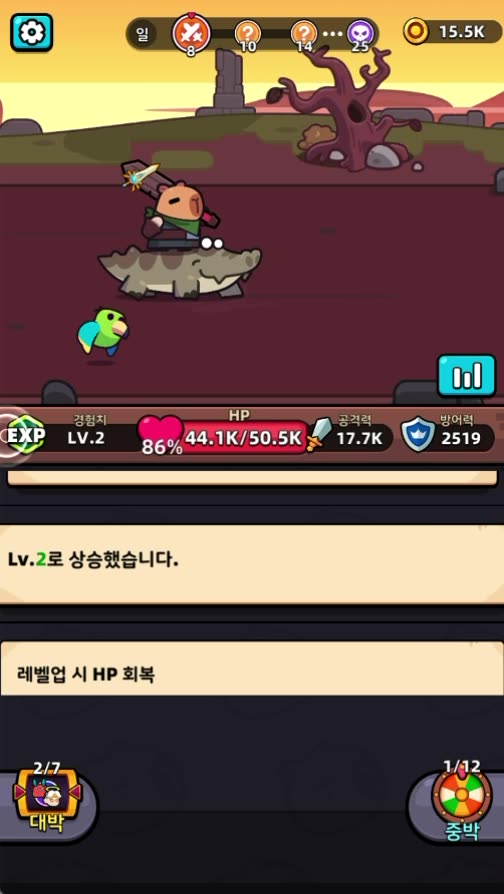 일
8
10
14
25
15.5K
EXP
경험치
LV.2
86%
HP
44.1K/50.5K
공격력
17.7K
방어력
2519
Lv.2로 상승했습니다.
레벨업 시 HP 회복
2/7
대박
1/12
중박